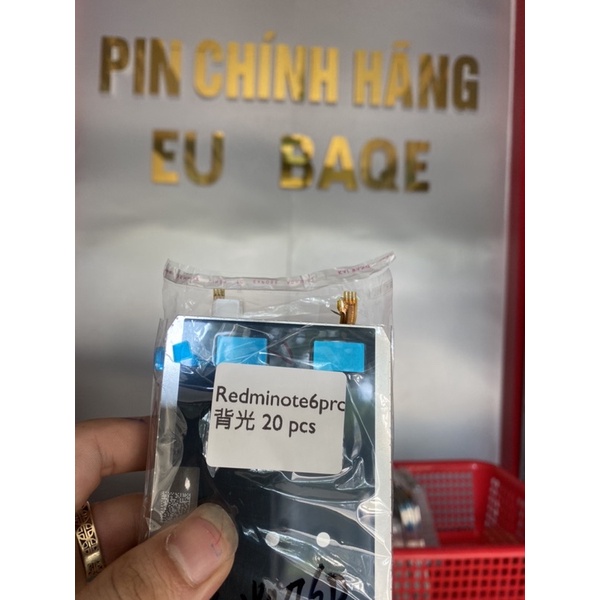 PIN CHÍNH HÃNG
EU BAQE
Redminote6pro
背光 20 pcs